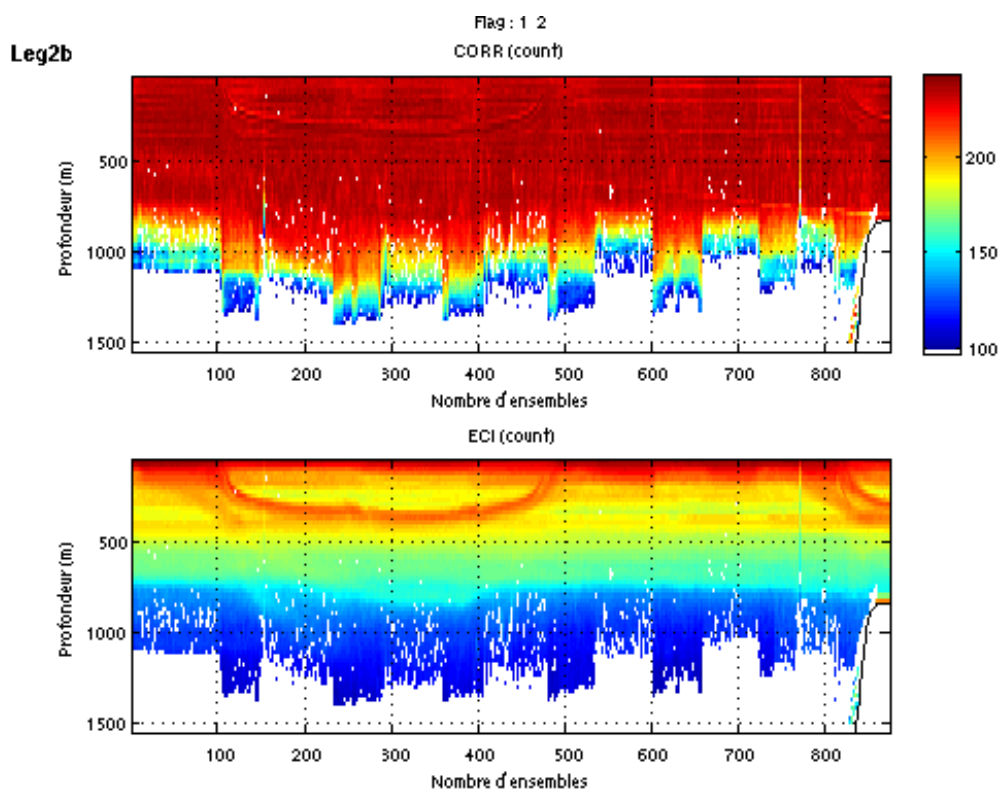 Flag : 1 2
Leg2b
CORR (count)
500
1000
1500
Profondeur (m)
100 200 300 400 500 600 700 800
Nombre d'ensembles
200
150
100
ECI (count)
500
1000
1500
Profondeur (m)
100 200 300 400 500 600 700 800
Nombre d'ensembles